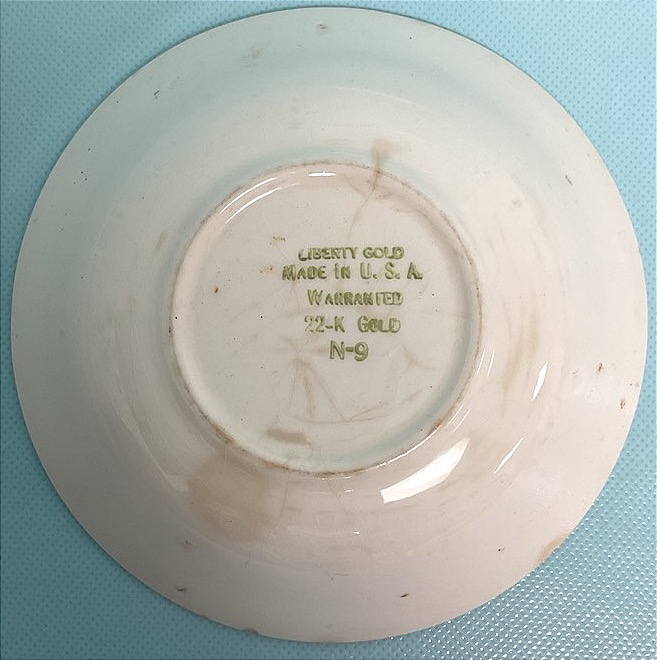 LIBERTY GOLD
MADE IN U. S. A.
WARRANTED
22-K GOLD
N-9